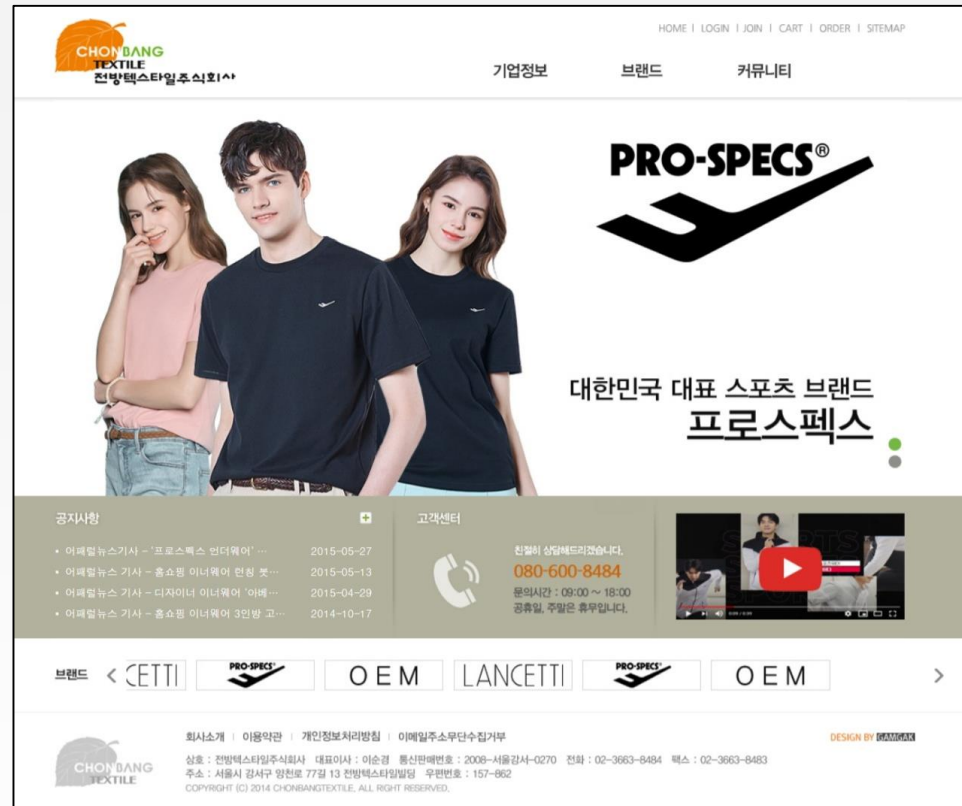 CHONBANG
TEXTILE
전방텍스타일주식회사
HOME | LOGIN | JOIN | CART | ORDER | SITEMAP
기업정보 브랜드 커뮤니티
PRO-SPECS®
대한민국 대표 스포츠 브랜드
프로스펙스
공지사항
• 어패럴뉴스기사 - '프로스펙스 언더웨어' ··· 2015-05-27
• 어패럴뉴스 기사 - 홈쇼핑 이너웨어 런칭 붓··· 2015-05-13
• 어패럴뉴스 기사 - 디자이너 이너웨어 '아베··· 2015-04-29
• 어패럴뉴스 기사 - 홈쇼핑 이너웨어 3인방 고··· 2014-10-17
고객센터
친절히 상담해드리겠습니다.
080-600-8484
문의시간 : 09:00 ~ 18:00
공휴일, 주말은 휴무입니다.
SPORTS
브랜드 CETTI PRO-SPECS® OEM LANCETTI PRO-SPECS® OEM
회사소개 | 이용약관 | 개인정보처리방침 | 이메일주소무단수집거부
DESIGN BY GAMGAK
CHONBANG
TEXTILE
상호 : 전방텍스타일주식회사 대표이사 : 이순경 통신판매번호 : 2008-서울강서-0270 전화 : 02-3663-8484 팩스 : 02-3663-8483
주소 : 서울시 강서구 양천로 77길 13 전방텍스타일빌딩 우편번호 : 157-862
COPYRIGHT (C) 2014 CHONBANGTEXTILE. ALL RIGHT RESERVED.